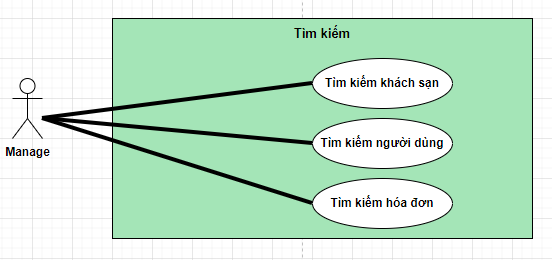 Tìm kiếm
Tìm kiếm khách sạn
Manage
Tìm kiếm người dùng
Tìm kiếm hóa đơn